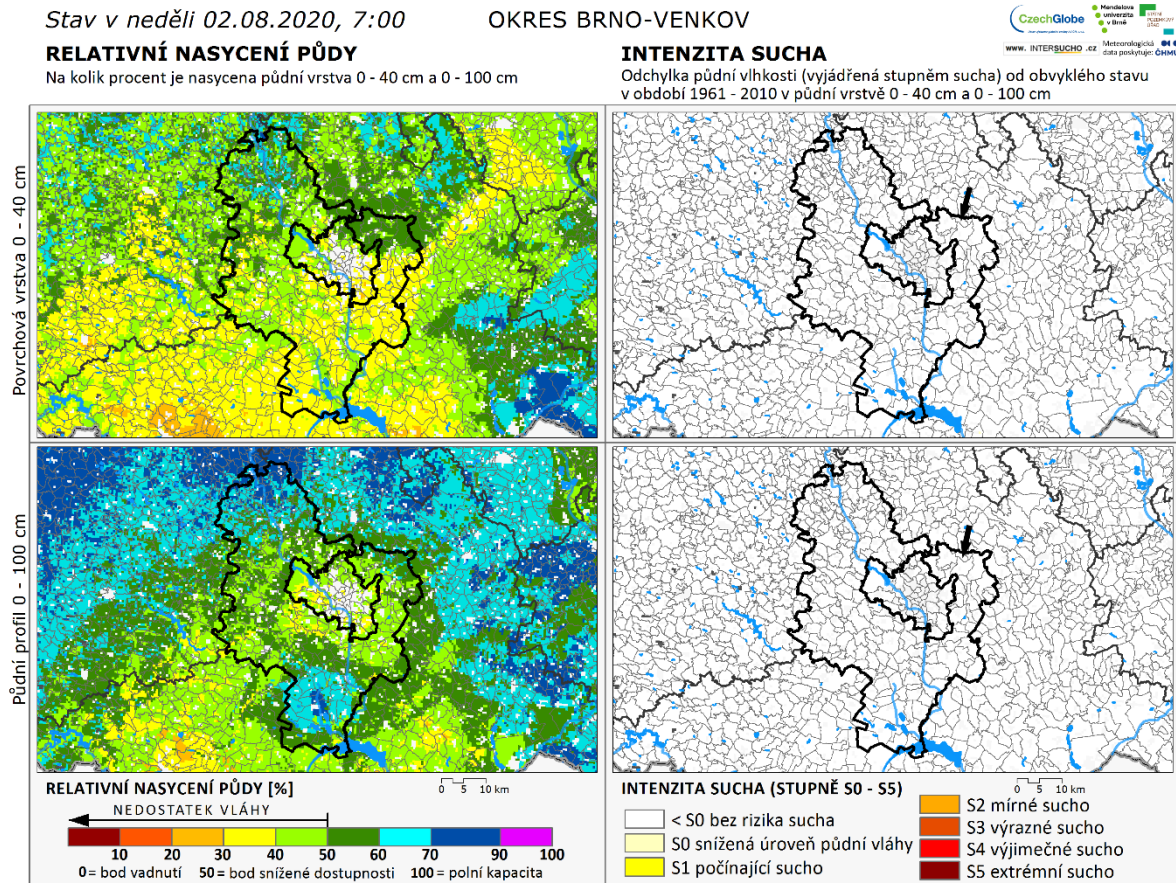 Stav v neděli 02.08.2020, 7:00
OKRES BRNO-VENKOV
CzechGlobe
Mendelova
univerzita
v Brně
www. INTERSUCHO .cz
Meteorologická
data poskytuje: ČHMÚ
RELATIVNÍ NASYCENÍ PŮDY
Na kolik procent je nasycena půdní vrstva 0 - 40 cm a 0 - 100 cm
INTENZITA SUCHA
Odchylka půdní vlhkosti (vyjádřená stupněm sucha) od obvyklého stavu
v období 1961 - 2010 v půdní vrstvě 0 - 40 cm a 0 - 100 cm
Povrchová vrstva 0 - 40 cm
Půdní profil 0 - 100 cm
RELATIVNÍ NASYCENÍ PŮDY [%]
0 5 10 km
NEDOSTATEK VLÁHY
10 20 30 40 50 60 70 90 100
0 = bod vadnutí 50 = bod snížené dostupnosti 100 = polní kapacita
INTENZITA SUCHA (STUPNĚ S0 - S5)
0 5 10 km
< S0 bez rizika sucha
S0 snížená úroveň půdní vláhy
S1 počínající sucho
S2 mírné sucho
S3 výrazné sucho
S4 výjimečné sucho
S5 extrémní sucho